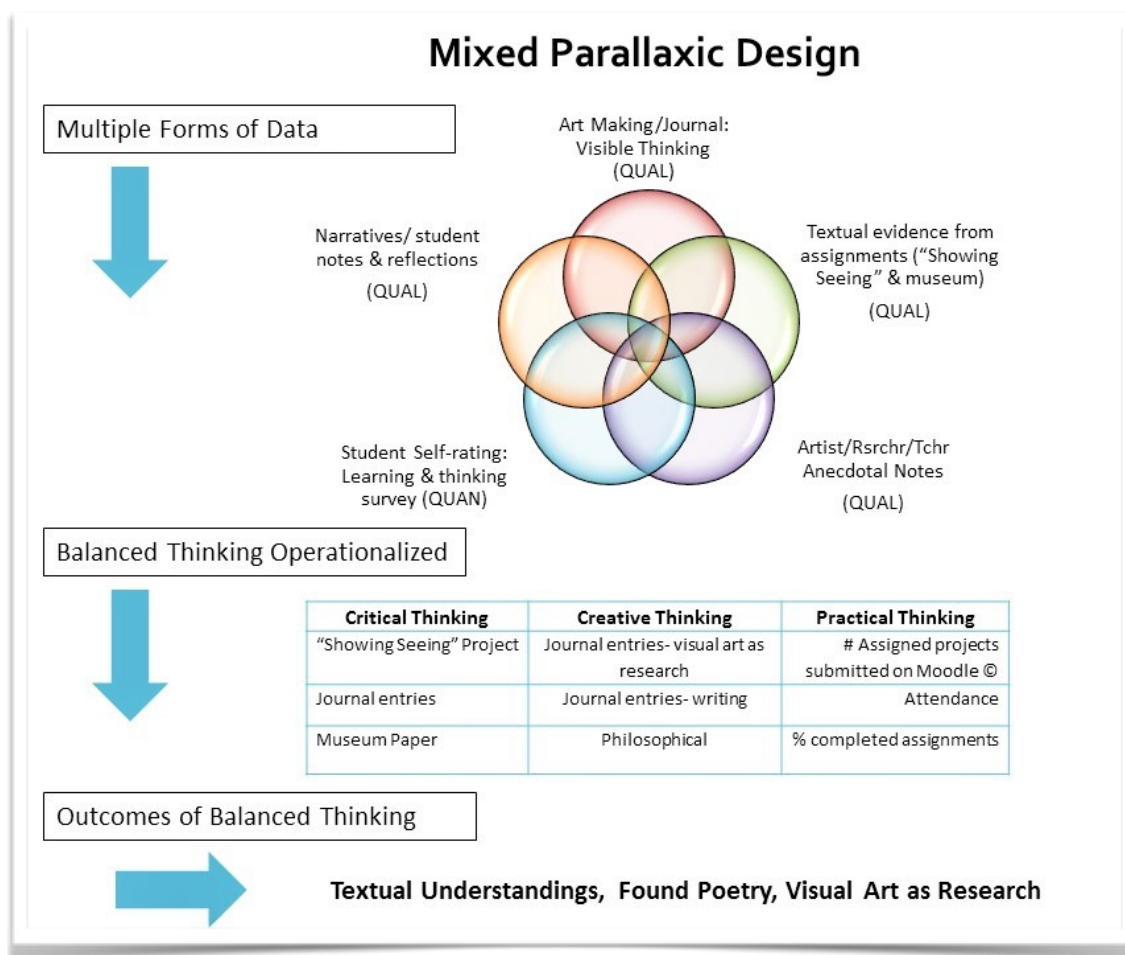 Mixed Parallaxic Design
Multiple Forms of Data
Art Making/Journal:
Visible Thinking
(QUAL)
Narratives/ student
notes & reflections
(QUAL)
Textual evidence from
assignments (“Showing
Seeing” & museum)
(QUAL)
Student Self-rating:
Learning & thinking
survey (QUAN)
Artist/Rsrchr/Tchr
Anecdotal Notes
(QUAL)
Balanced Thinking Operationalized
Critical Thinking Creative Thinking Practical Thinking
“Showing Seeing” Project Journal entries- visual art as # Assigned projects
research submitted on Moodle ©
Journal entries Journal entries- writing Attendance
Museum Paper Philosophical % completed assignments
Outcomes of Balanced Thinking
Textual Understandings, Found Poetry, Visual Art as Research